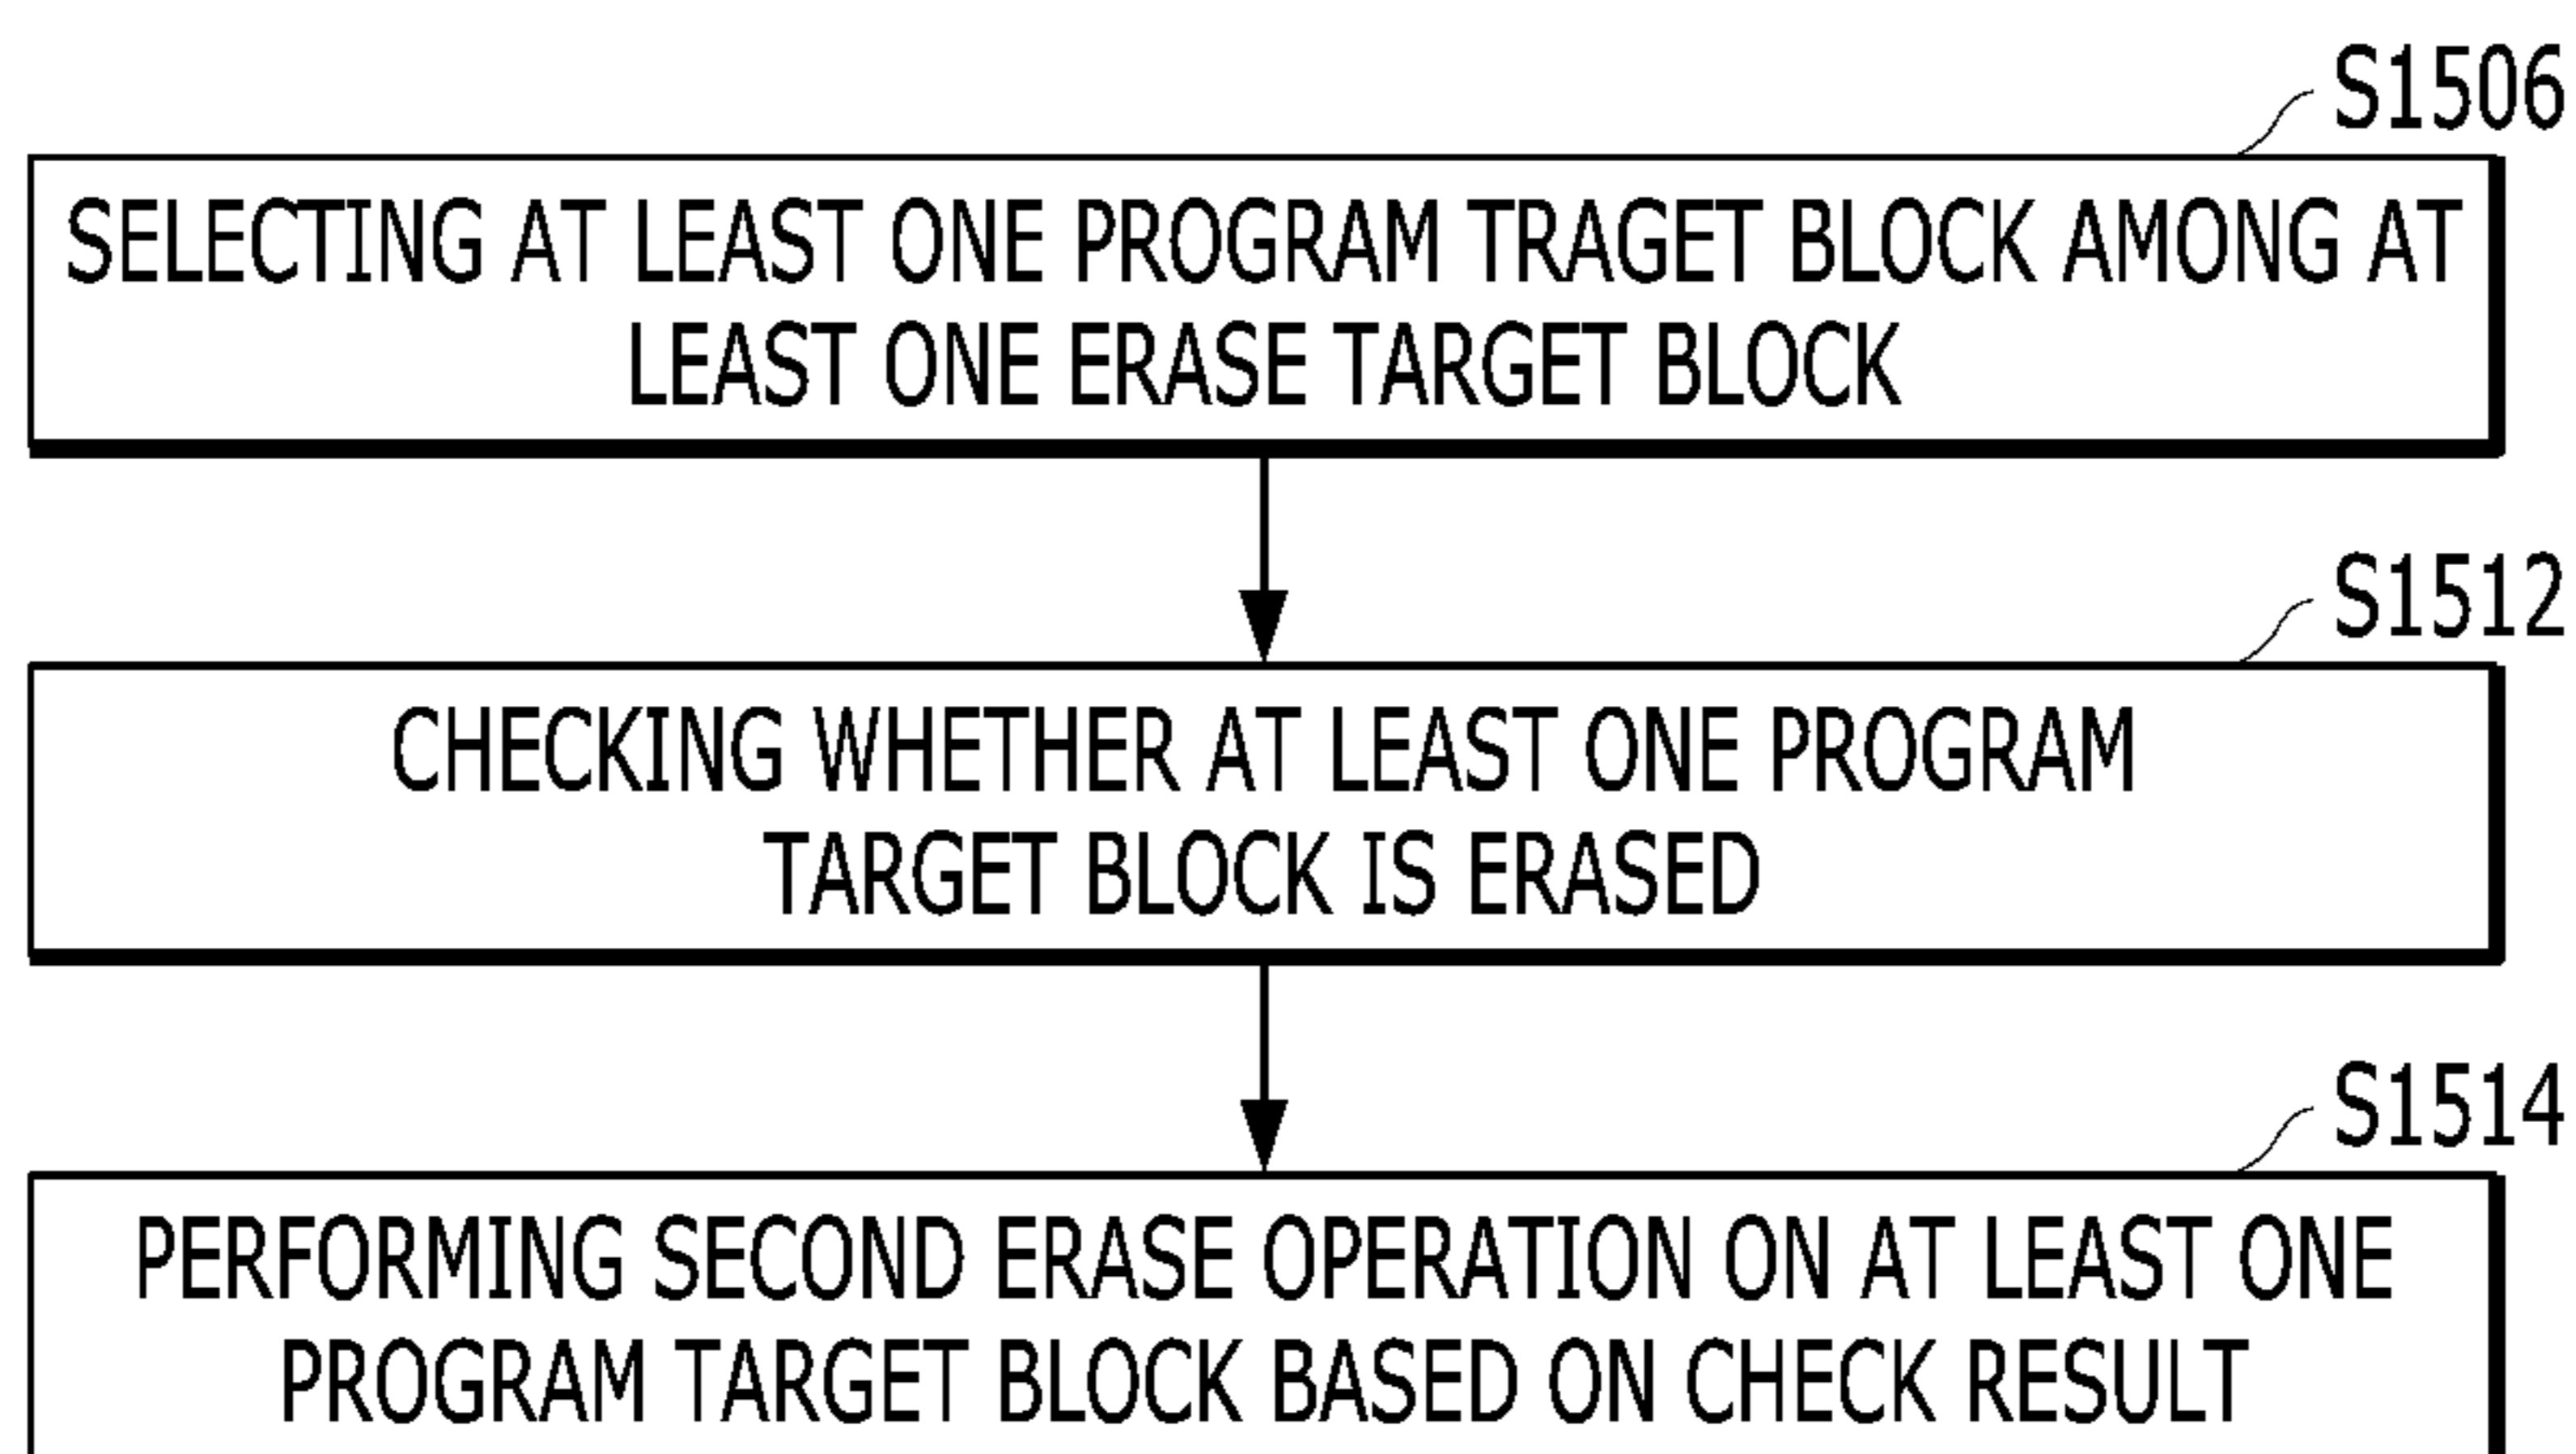 S1506
SELECTING AT LEAST ONE PROGRAM TRAGET BLOCK AMONG AT
LEAST ONE ERASE TARGET BLOCK
S1512
CHECKING WHETHER AT LEAST ONE PROGRAM
TARGET BLOCK IS ERASED
S1514
PERFORMING SECOND ERASE OPERATION ON AT LEAST ONE
PROGRAM TARGET BLOCK BASED ON CHECK RESULT